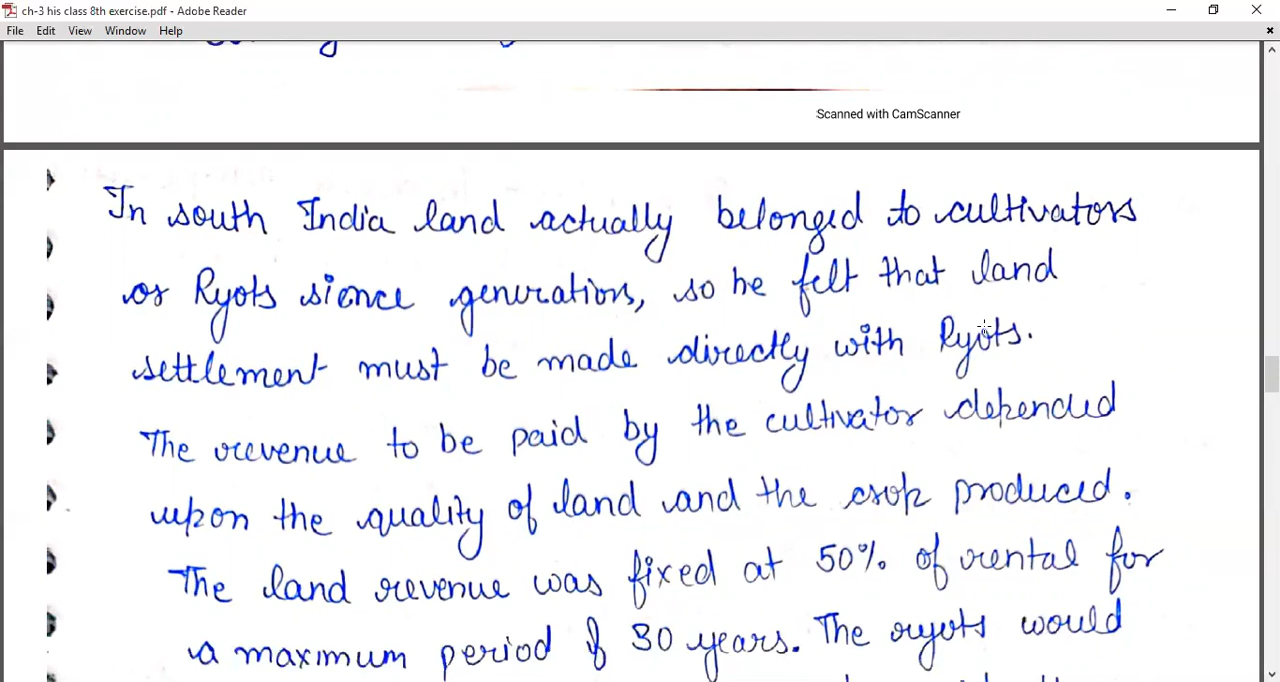 ch-3 his class 8th exercise.pdf - Adobe Reader
File Edit View Window Help
Scanned with CamScanner
In south India land actually belonged to cultivators
or Ryots sience generations, so he felt that land
settlement must be made directly with Ryots.
The revenue to be paid by the cultivator depended
upon the quality of land and the crop produced.
The land revenue was fixed at 50% of rental for
a maximum period of 30 years. The ryots would